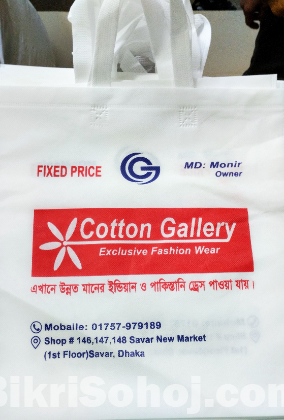 FIXED PRICE
MD: Monir
Owner
Cotton Gallery
Exclusive Fashion Wear
এখানে উন্নত মানের ইন্ডিয়ান ও পাকিস্তানি ড্রেস পাওয়া যায়।
Mobaile: 01757-979189
Shop # 146,147,148 Savar New Market
(1st Floor)Savar, Dhaka
BikriSohoj.com